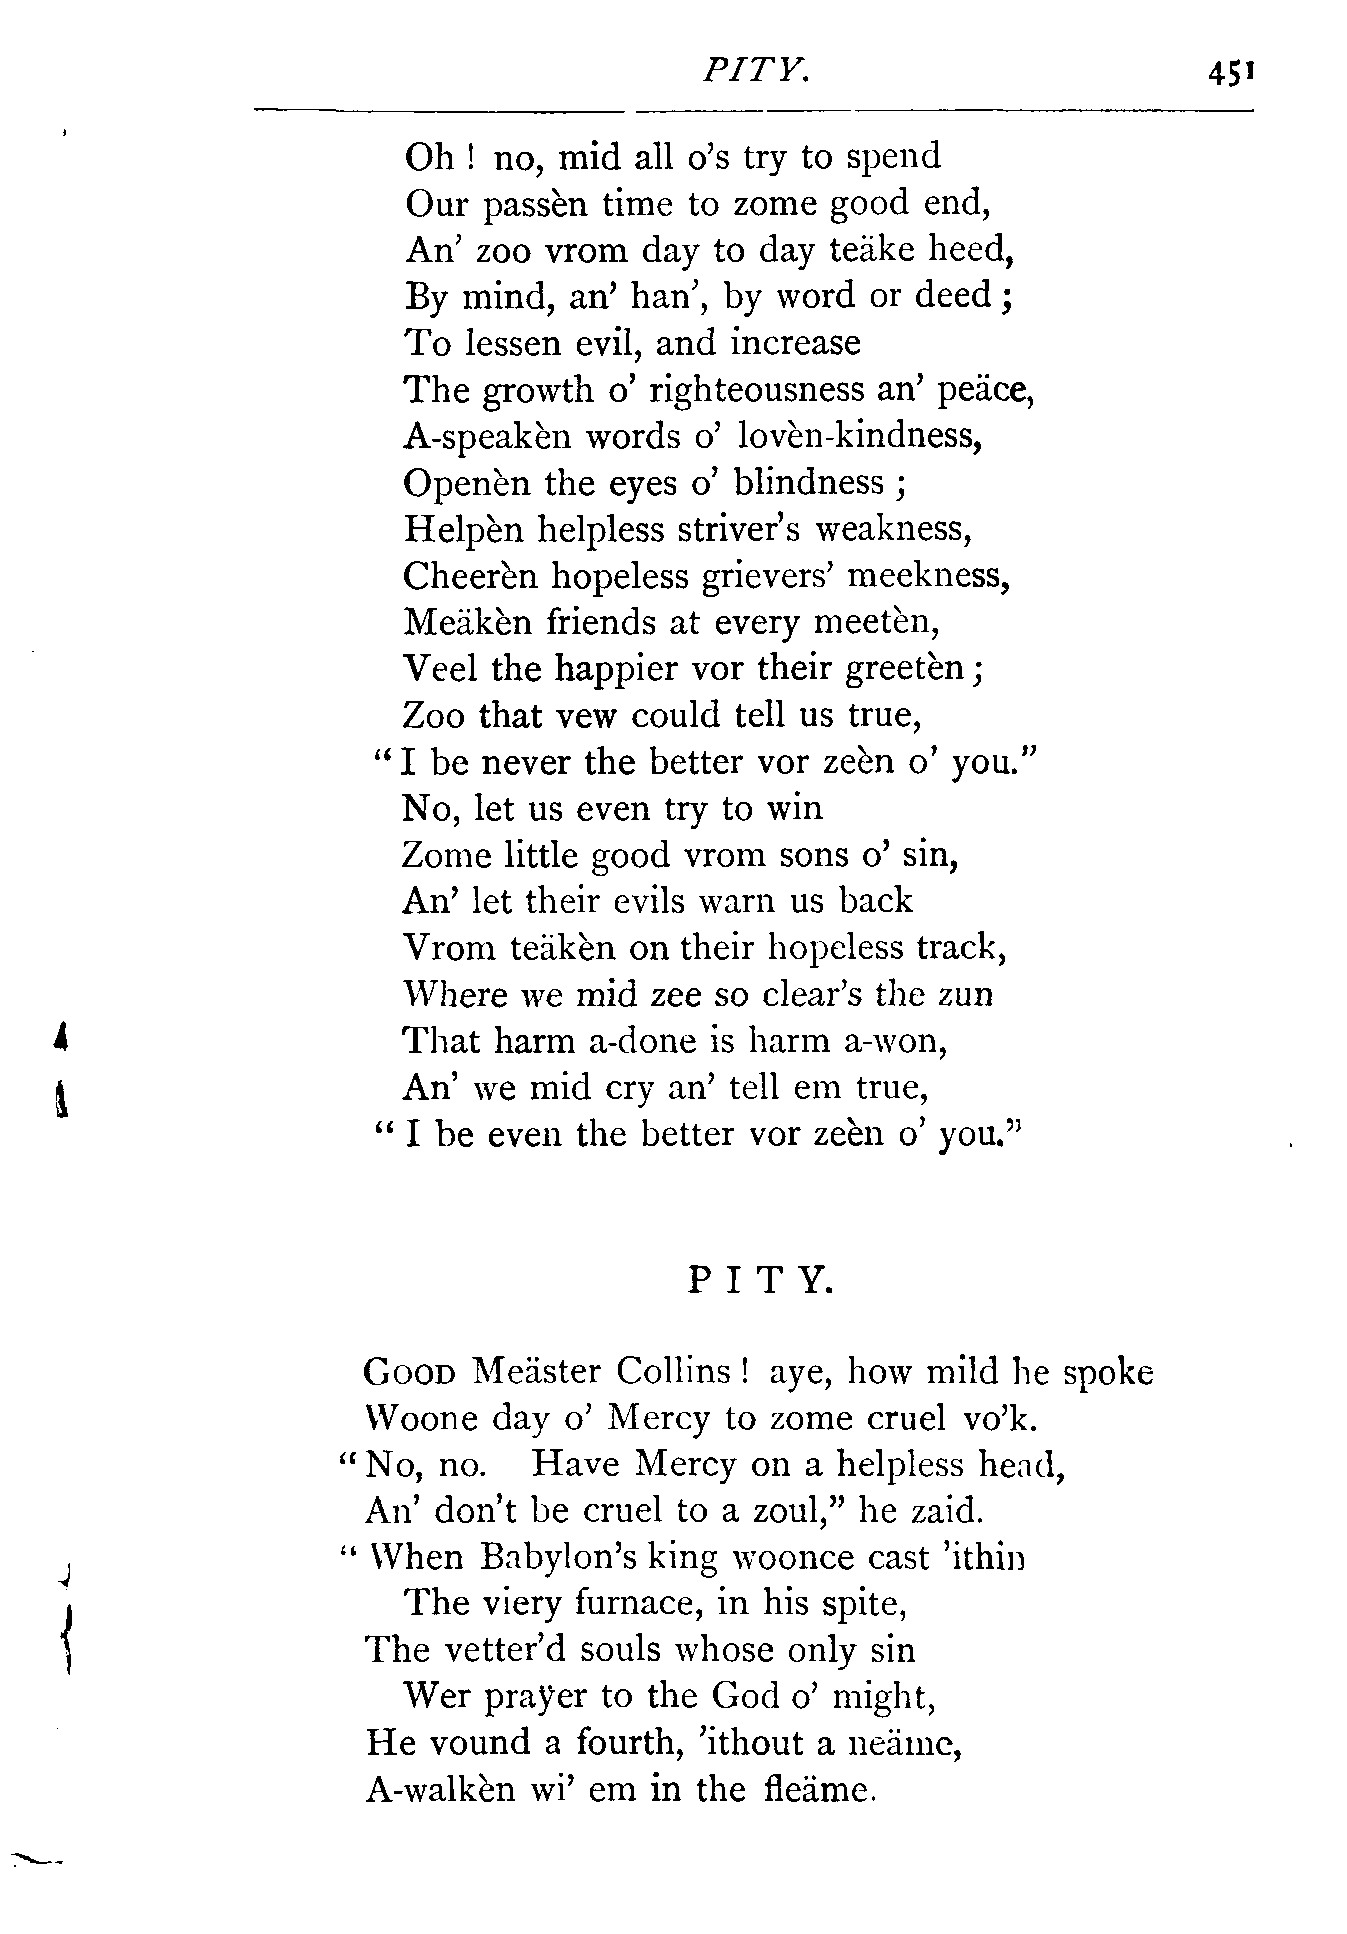 PITY. 451
Oh ! no, mid all o's try to spend
Our passèn time to zome good end,
An' zoo vrom day to day teäke heed,
By mind, an' han', by word or deed ;
To lessen evil, and increase
The growth o' righteousness an' peäce,
A-speakèn words o' lovèn-kindness,
Openèn the eyes o' blindness ;
Helpèn helpless striver's weakness,
Cheerèn hopeless grievers' meekness,
Meäkèn friends at every meetèn,
Veel the happier vor their greetèn ;
Zoo that vew could tell us true,
“ I be never the better vor zeèn o' you.”
No, let us even try to win
Zome little good vrom sons o' sin,
An' let their evils warn us back
Vrom teäkèn on their hopeless track,
Where we mid zee so clear's the zun
That harm a-done is harm a-won,
An' we mid cry an' tell em true,
“ I be even the better vor zeèn o' you.”
PITY.
GOOD Meäster Collins ! aye, how mild he spoke
Woone day o' Mercy to zome cruel vo'k.
“ No, no. Have Mercy on a helpless head,
An' don't be cruel to a zoul,” he zaid.
“ When Babylon's king woonce cast 'ithin
The viery furnace, in his spite,
The vetter'd souls whose only sin
Wer praÿer to the God o' might,
He vound a fourth, 'ithout a neäme,
A-walkèn wi' em in the fleäme.